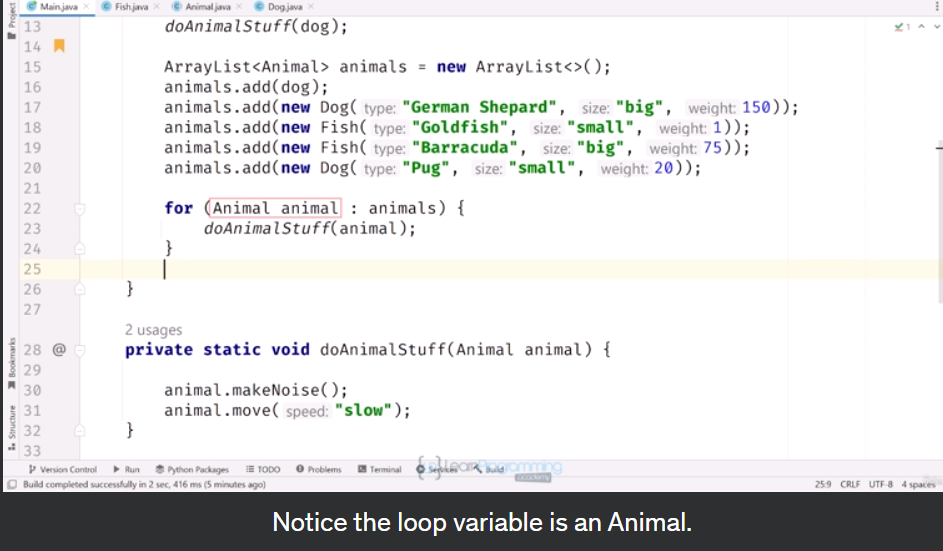 Project
Main.java
Fish.java
Animal.java
Dog.java
1
13 doAnimalStuff(dog);
14
15 ArrayList<Animal> animals = new ArrayList<>();
16 animals.add(dog);
17 animals.add(new Dog( type: "German Shepard", size: "big", weight: 150));
18 animals.add(new Fish( type: "Goldfish", size: "small", weight: 1));
19 animals.add(new Fish( type: "Barracuda", size: "big", weight: 75));
20 animals.add(new Dog( type: "Pug", size: "small", weight: 20));
21
22 for (Animal animal : animals) {
23 doAnimalStuff(animal);
24 }
25
26 }
27
2 usages
28 @ private static void doAnimalStuff(Animal animal) {
29
30 animal.makeNoise();
31 animal.move( speed: "slow");
32 }
33
Bookmarks
Structure
Version Control Run Python Packages TODO Problems Terminal Services Build
LearnProgramming
academy
Build completed successfully in 2 sec, 416 ms (5 minutes ago) 25:9 CRLF UTF-8 4 spaces
Notice the loop variable is an Animal.